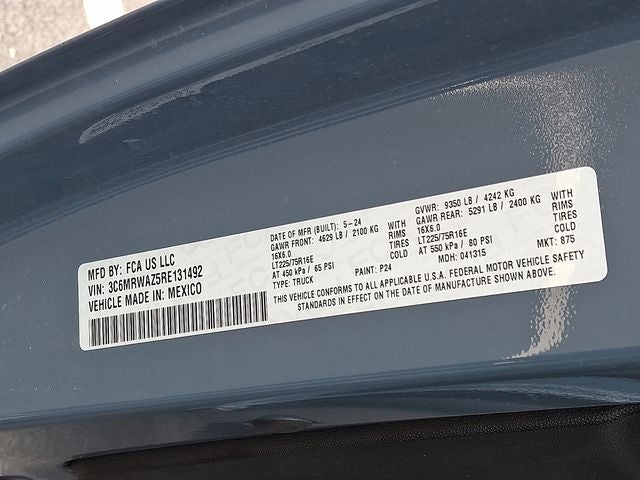 MFD BY: FCA US LLC
VIN: 3C6MRWAZ5RE131492
VEHICLE MADE IN: MEXICO
DATE OF MFR (BUILT): 5-24
GAWR FRONT: 4629 LB / 2100 KG WITH
16X6.0 RIMS
LT225/75R16E TIRES
AT 450 kPa / 65 PSI COLD
TYPE: TRUCK PAINT: P24
GVWR: 9350 LB / 4242 KG
GAWR REAR: 5291 LB / 2400 KG WITH
16X6.0 RIMS
LT225/75R16E TIRES
AT 550 kPa / 80 PSI COLD
MDH: 041315 MKT: 875
THIS VEHICLE CONFORMS TO ALL APPLICABLE U.S.A. FEDERAL MOTOR VEHICLE SAFETY
STANDARDS IN EFFECT ON THE DATE OF MANUFACTURE SHOWN ABOVE.